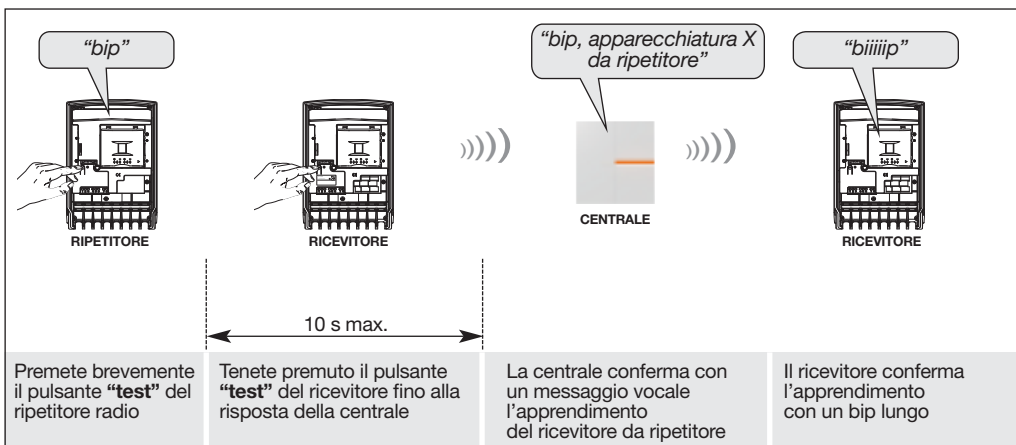 “bip”
“bip, apparecchiatura X
da ripetitore”
“biiiiip”
RIPETITORE
RICEVITORE
CENTRALE
RICEVITORE
10 s max.
Premete brevemente
il pulsante “test” del
ripetitore radio
Tenete premuto il pulsante
“test” del ricevitore fino alla
risposta della centrale
La centrale conferma con
un messaggio vocale
l’apprendimento
del ricevitore da ripetitore
Il ricevitore conferma
l’apprendimento
con un bip lungo